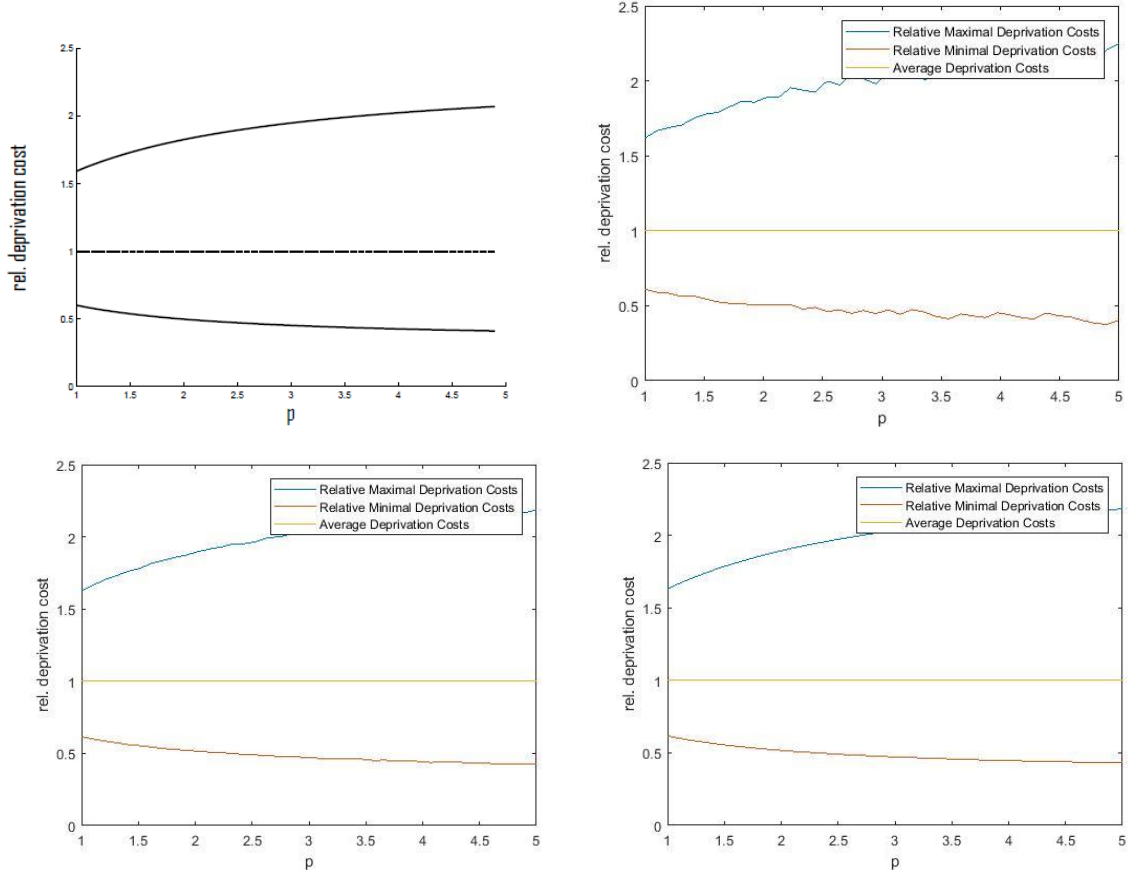 2.5
2
1.5
1
0.5
0
1 1.5 2 2.5 3 3.5 4 4.5 5
rel. deprivation cost
p
2.5
2
1.5
1
0.5
0
1 1.5 2 2.5 3 3.5 4 4.5 5
rel. deprivation cost
p
Relative Maximal Deprivation Costs
Relative Minimal Deprivation Costs
Average Deprivation Costs
2.5
2
1.5
1
0.5
0
1 1.5 2 2.5 3 3.5 4 4.5 5
rel. deprivation cost
p
Relative Maximal Deprivation Costs
Relative Minimal Deprivation Costs
Average Deprivation Costs
2.5
2
1.5
1
0.5
0
1 1.5 2 2.5 3 3.5 4 4.5 5
rel. deprivation cost
p
Relative Maximal Deprivation Costs
Relative Minimal Deprivation Costs
Average Deprivation Costs